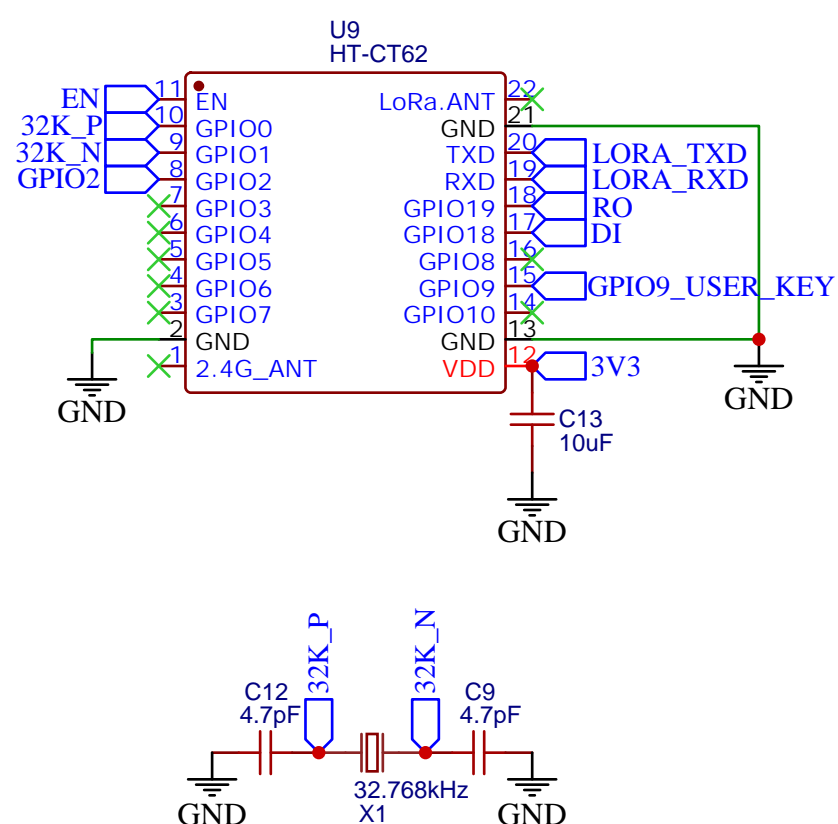 U9
HT-CT62
EN 11 EN LoRa.ANT 22
32K_P 10 GPIO0 GND 21
32K_N 9 GPIO1 TXD 20 LORA_TXD
GPIO2 8 GPIO2 RXD 19 LORA_RXD
7 GPIO3 GPIO19 18 RO
6 GPIO4 GPIO18 17 DI
5 GPIO5 GPIO8 16
4 GPIO6 GPIO9 15 GPIO9_USER_KEY
3 GPIO7 GPIO10 14
2 GND GND 13
1 2.4G_ANT VDD 12 3V3
GND
GND
C13
10uF
GND
32K_P
32K_N
C12
4.7pF
C9
4.7pF
32.768kHz
X1
GND
GND